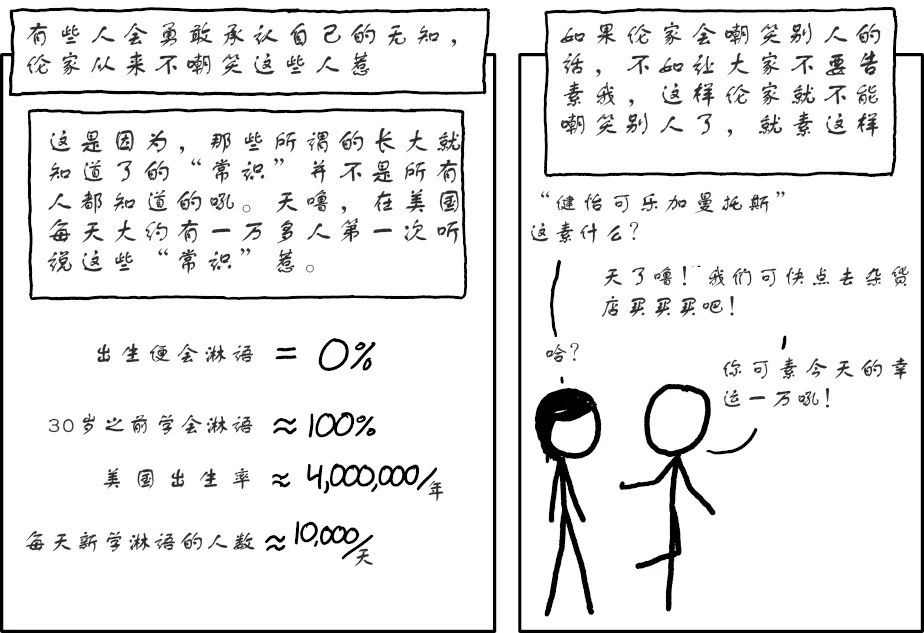 有些人会勇敢承认自己的无知，
伦家从来不嘲笑这些人惹
这是因为，那些所谓的长大就
知道了的“常识”并不是所有
人都知道的吼。天噜，在美国
每天大约有一万多人第一次听
说这些“常识”惹。
出生便会淋语 = 0%
30岁之前学会淋语 ≈ 100%
美国出生率 ≈ 4,000,000/年
每天新学淋语的人数 ≈ 10,000/天
如果伦家会嘲笑别人的
话，不如让大家不要告
素我，这样伦家就不能
嘲笑别人了，就素这样
“健怡可乐加曼托斯”
这素什么？
天了噜！我们可快点去杂货
店买买买吧！
哈？
你可素今天的幸
运一万吼！